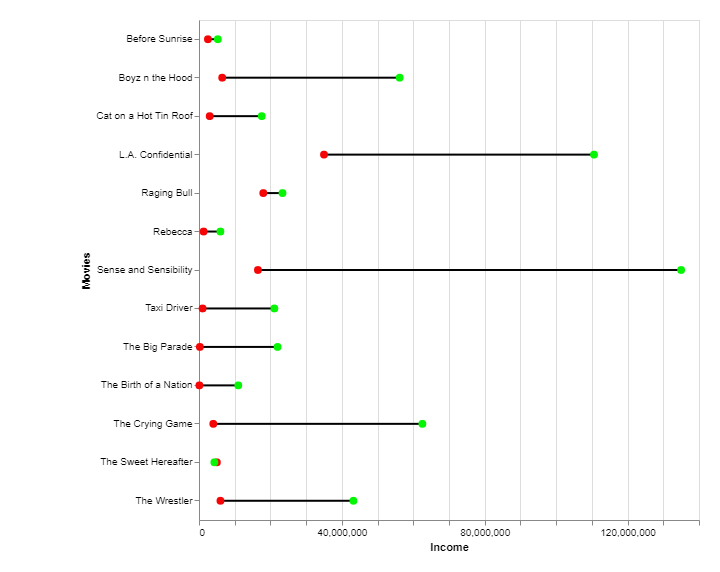 Before Sunrise
Boyz n the Hood
Cat on a Hot Tin Roof
L.A. Confidential
Raging Bull
Rebecca
Movies
Sense and Sensibility
Taxi Driver
The Big Parade
The Birth of a Nation
The Crying Game
The Sweet Hereafter
The Wrestler
0 40,000,000 80,000,000 120,000,000
Income